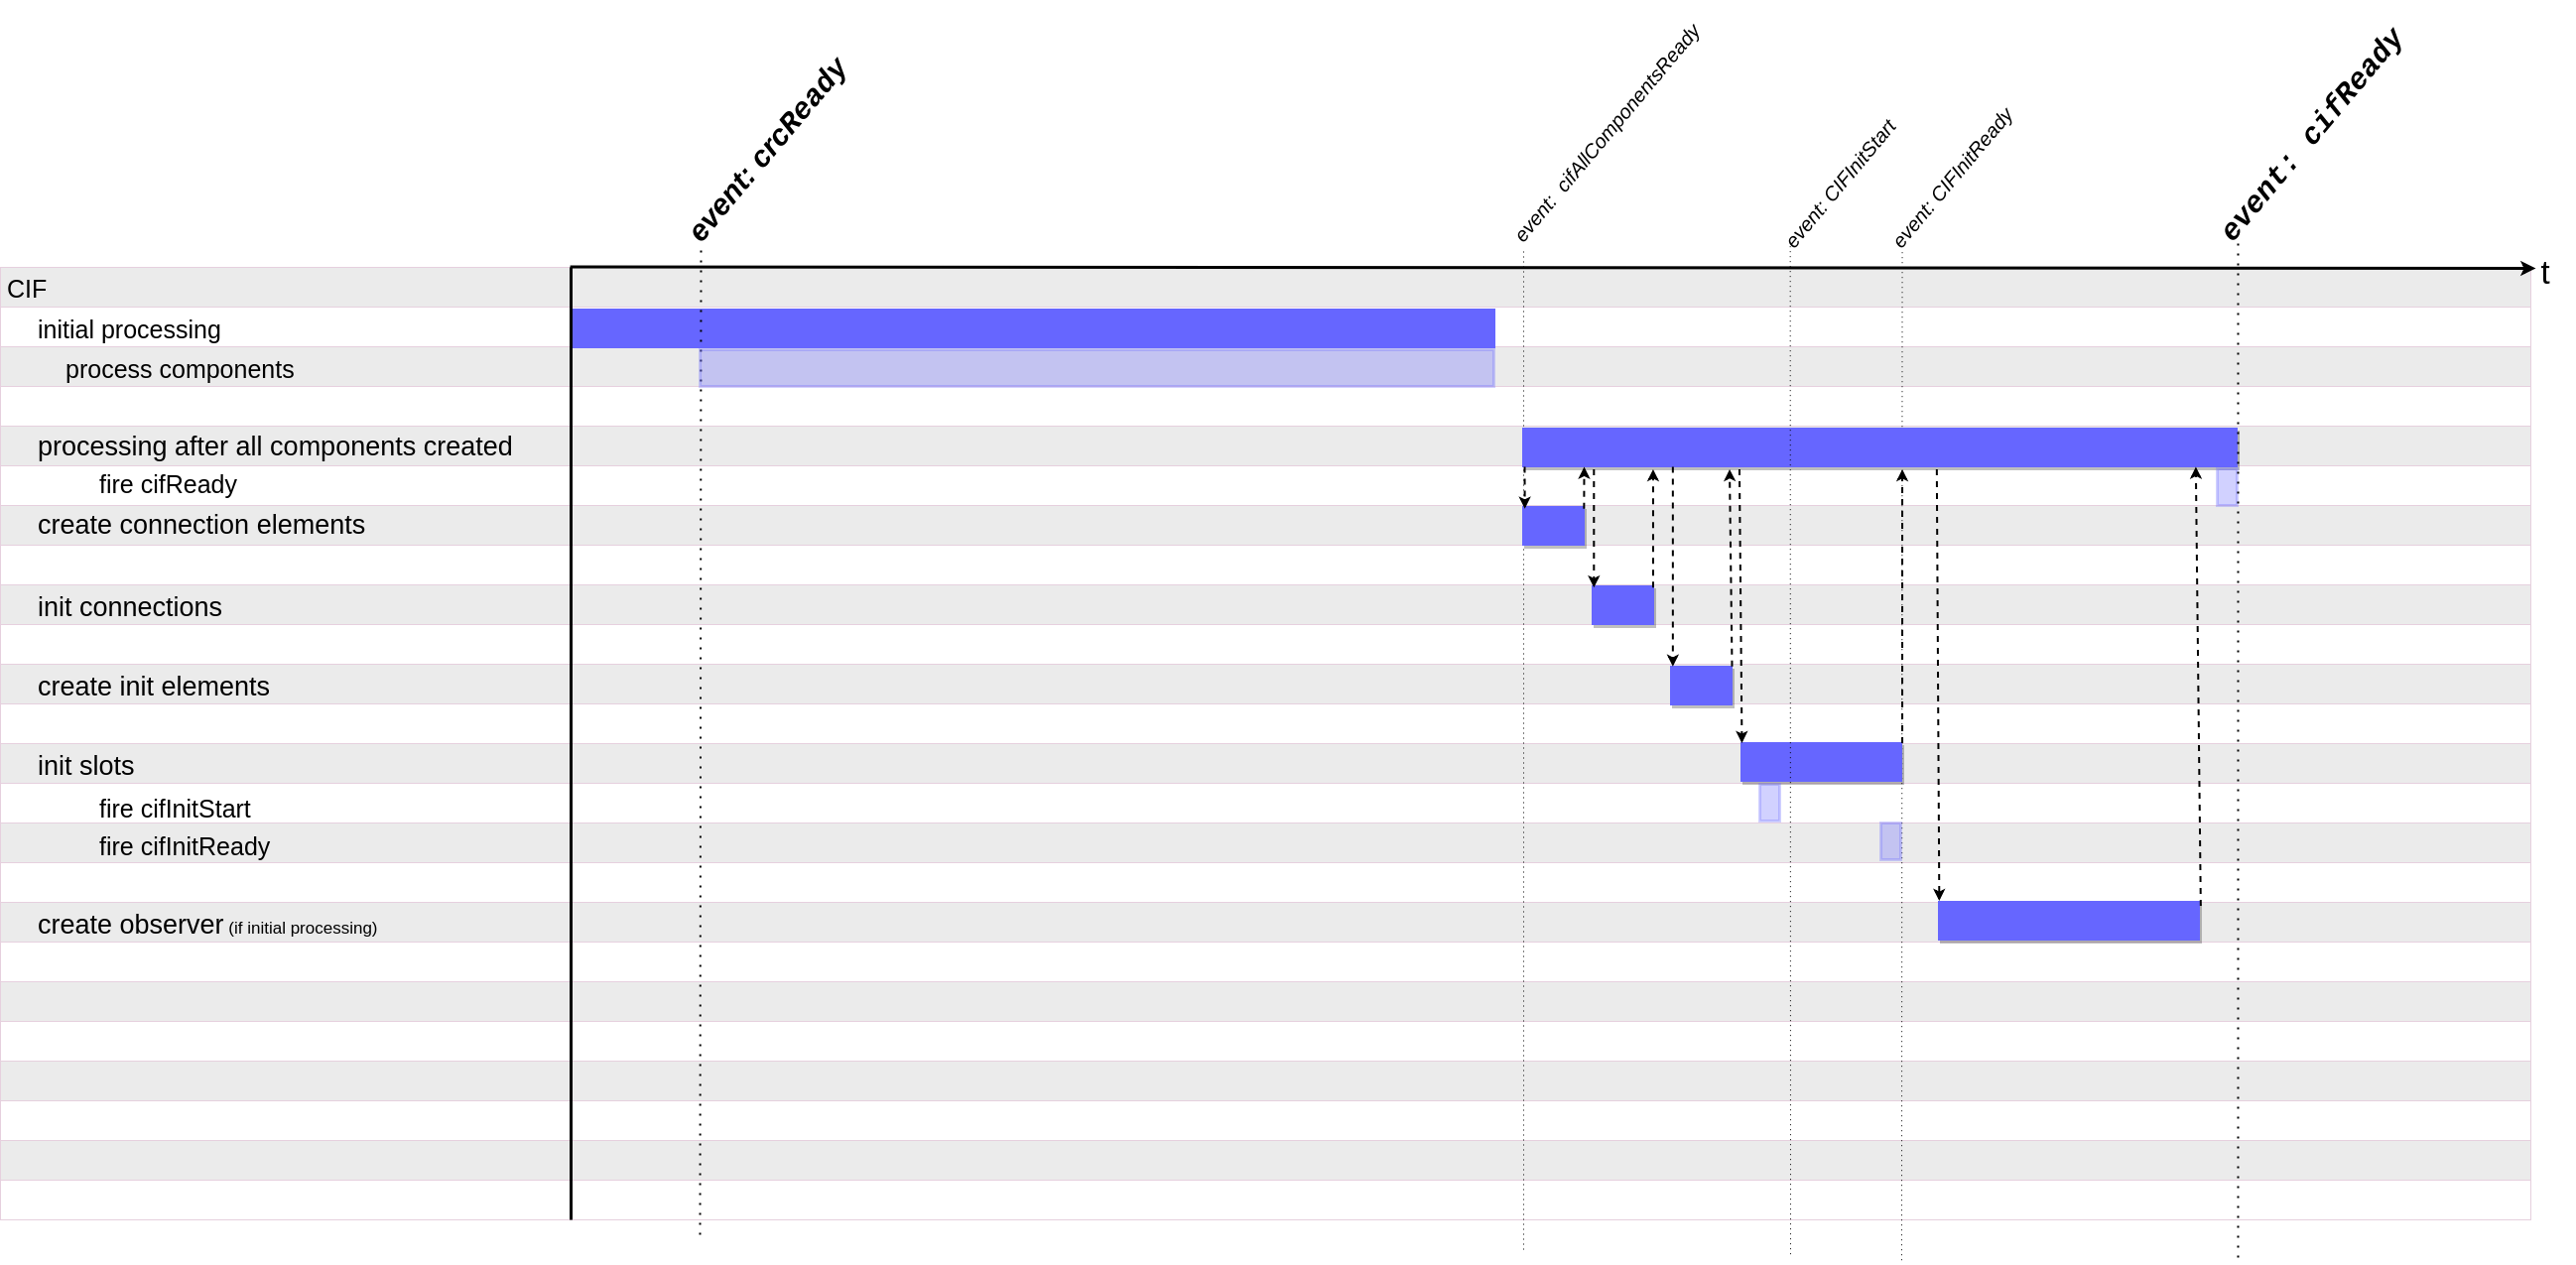 event: crcReady
event: cifAllComponentsReady
event: CIFInitStart
event: CIFInitReady
event: cifReady
t
CIF
initial processing
process components
processing after all components created
fire cifReady
create connection elements
init connections
create init elements
init slots
fire cifInitStart
fire cifInitReady
create observer (if initial processing)